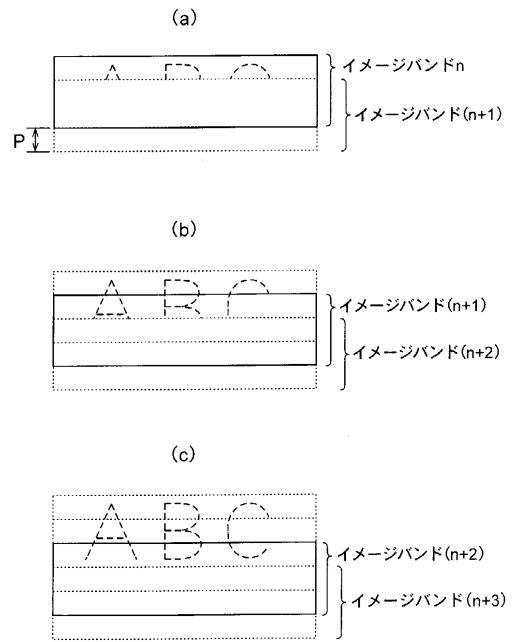 (a)
A B C
イメージバンドn
イメージバンド(n+1)
P
(b)
A B C
イメージバンド(n+1)
イメージバンド(n+2)
(c)
A B C
イメージバンド(n+2)
イメージバンド(n+3)